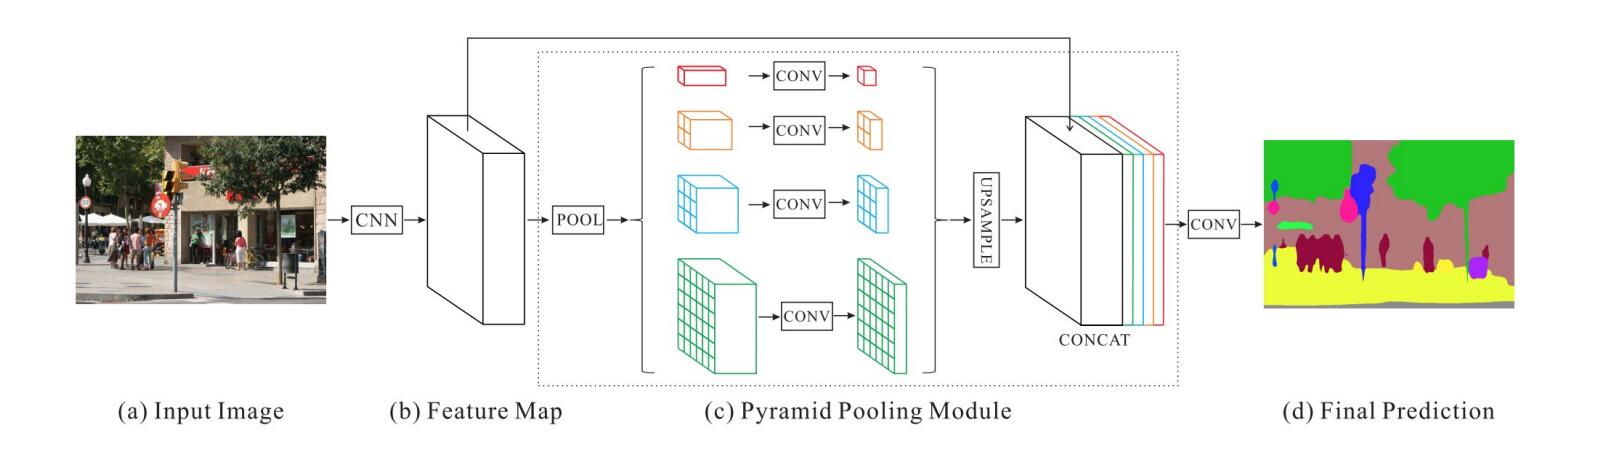 CNN
POOL
CONV
CONV
CONV
CONV
UPSAMPLE
CONCAT
CONV
(a) Input Image
(b) Feature Map
(c) Pyramid Pooling Module
(d) Final Prediction